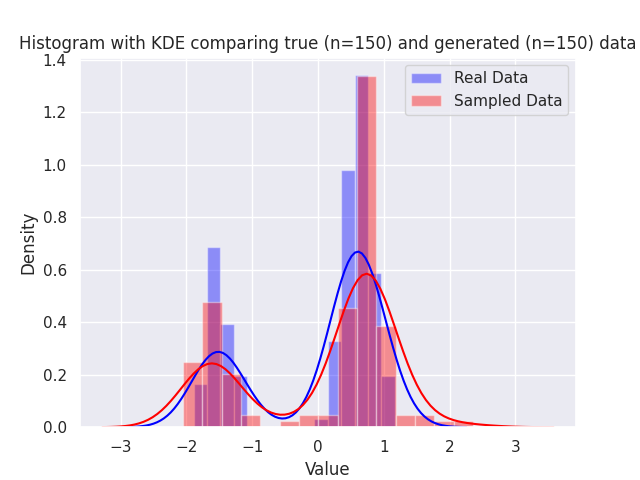 Histogram with KDE comparing true (n=150) and generated (n=150) data
Real Data
Sampled Data
Density
1.4
1.2
1.0
0.8
0.6
0.4
0.2
0.0
−3 −2 −1 0 1 2 3
Value